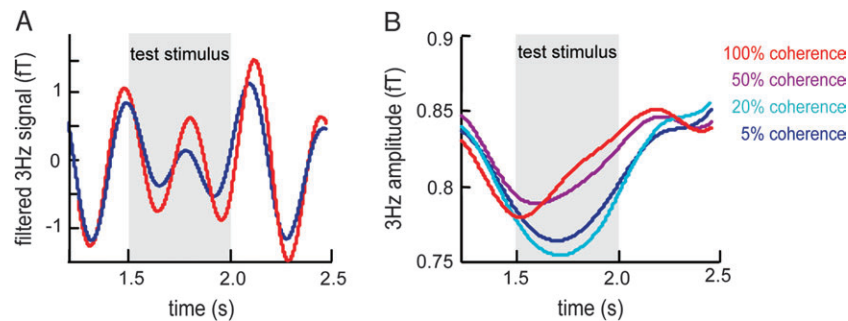 A
test stimulus
filtered 3Hz signal (fT)
1
0
-1
1.5
2.0
2.5
time (s)
B
test stimulus
3Hz amplitude (fT)
0.9
0.85
0.8
0.75
1.5
2.0
2.5
time (s)
100% coherence
50% coherence
20% coherence
5% coherence